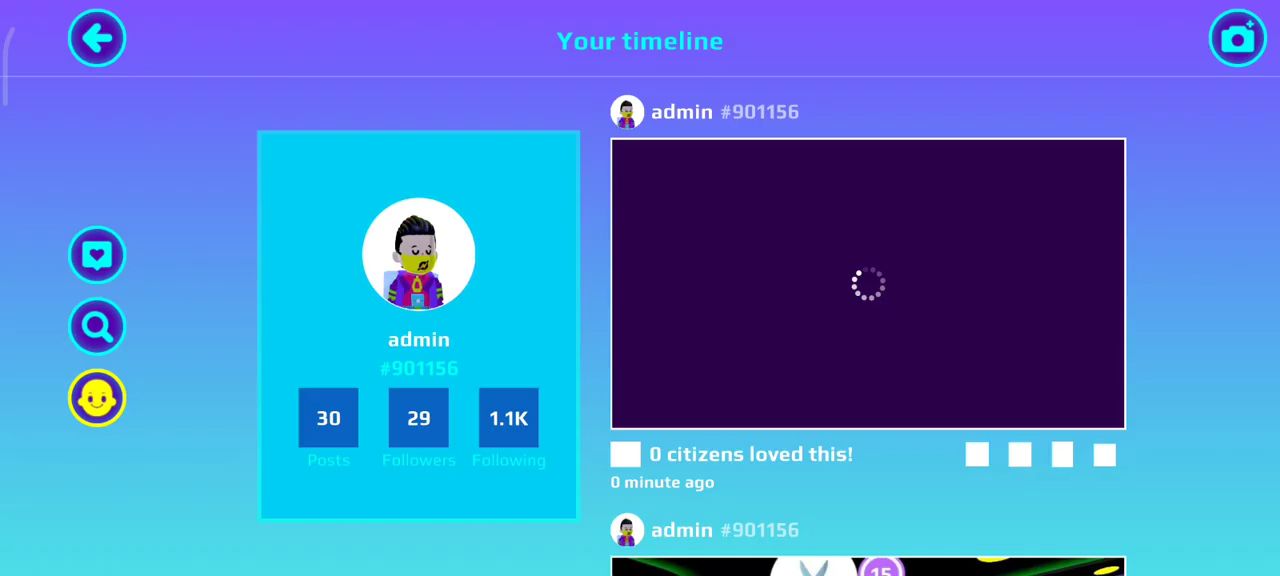 Your timeline
admin #901156
admin
#901156
30
29
1.1K
Posts
Followers
Following
0 citizens loved this!
0 minute ago
admin #901156
15